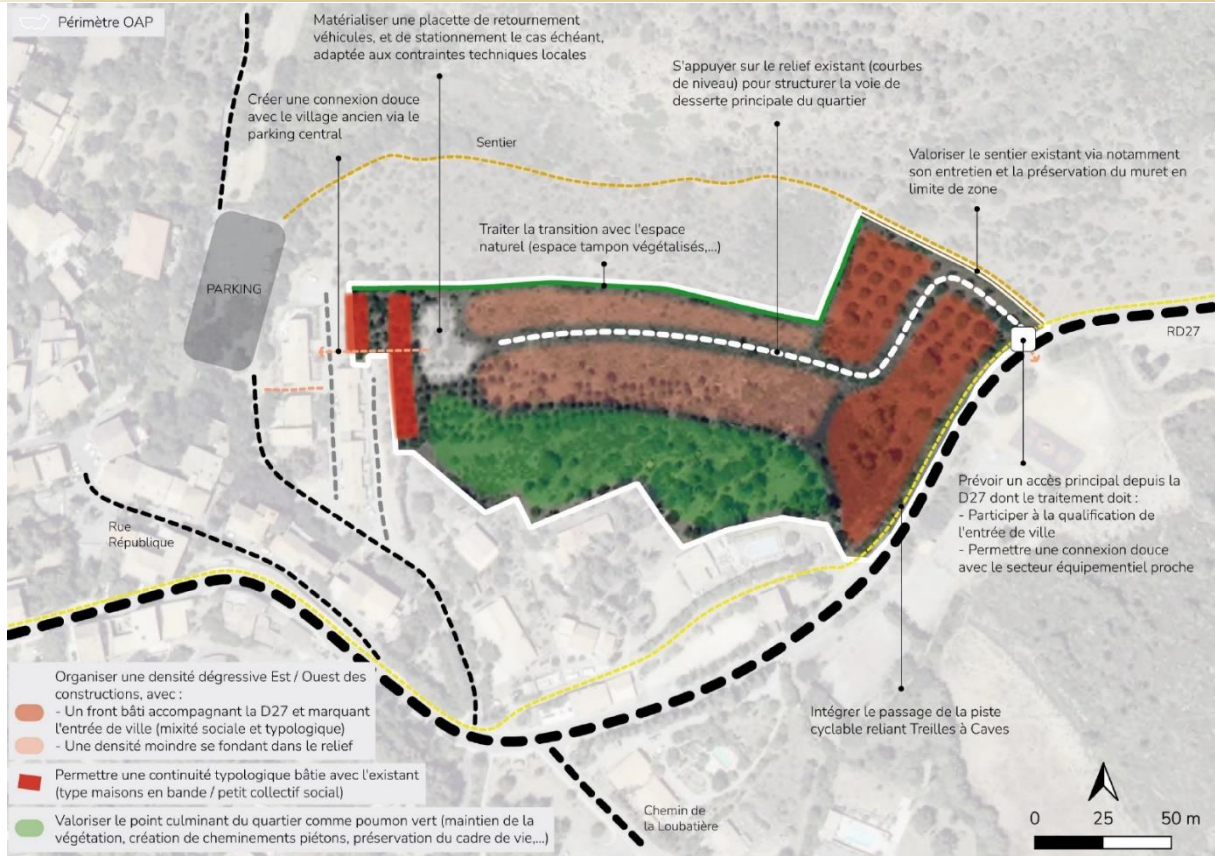 Périmètre OAP
Matérialiser une placette de retournement
véhicules, et de stationnement le cas échéant,
adaptée aux contraintes techniques locales
S'appuyer sur le relief existant (courbes
de niveau) pour structurer la voie de
desserte principale du quartier
Créer une connexion douce
avec le village ancien via le
parking central
Sentier
Valoriser le sentier existant via notamment
son entretien et la préservation du muret en
limite de zone
Traiter la transition avec l'espace
naturel (espace tampon végétalisés,...)
PARKING
RD27
Prévoir un accès principal depuis la
D27 dont le traitement doit :
- Participer à la qualification de
l'entrée de ville
- Permettre une connexion douce
avec le secteur équipementiel proche
Rue
République
Organiser une densité dégressive Est / Ouest des
constructions, avec :
- Un front bâti accompagnant la D27 et marquant
l'entrée de ville (mixité sociale et typologique)
- Une densité moindre se fondant dans le relief
Intégrer le passage de la piste
cyclable reliant Treilles à Caves
Permettre une continuité typologique bâtie avec l'existant
(type maisons en bande / petit collectif social)
Valoriser le point culminant du quartier comme poumon vert (maintien de la
végétation, création de cheminements piétons, préservation du cadre de vie,...)
Chemin de
la Loubatière
0 25 50 m